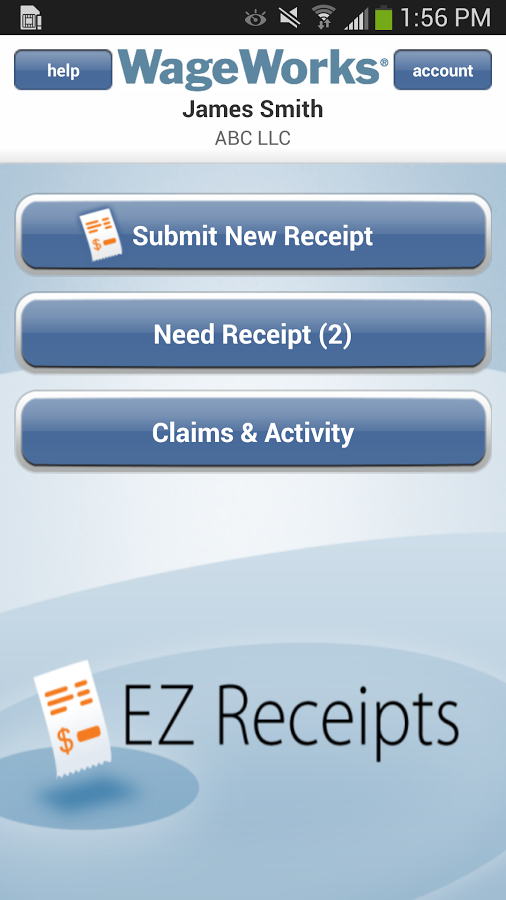 1:56 PM
help WageWorks® account
James Smith
ABC LLC
$ Submit New Receipt
Need Receipt (2)
Claims & Activity
$ EZ Receipts